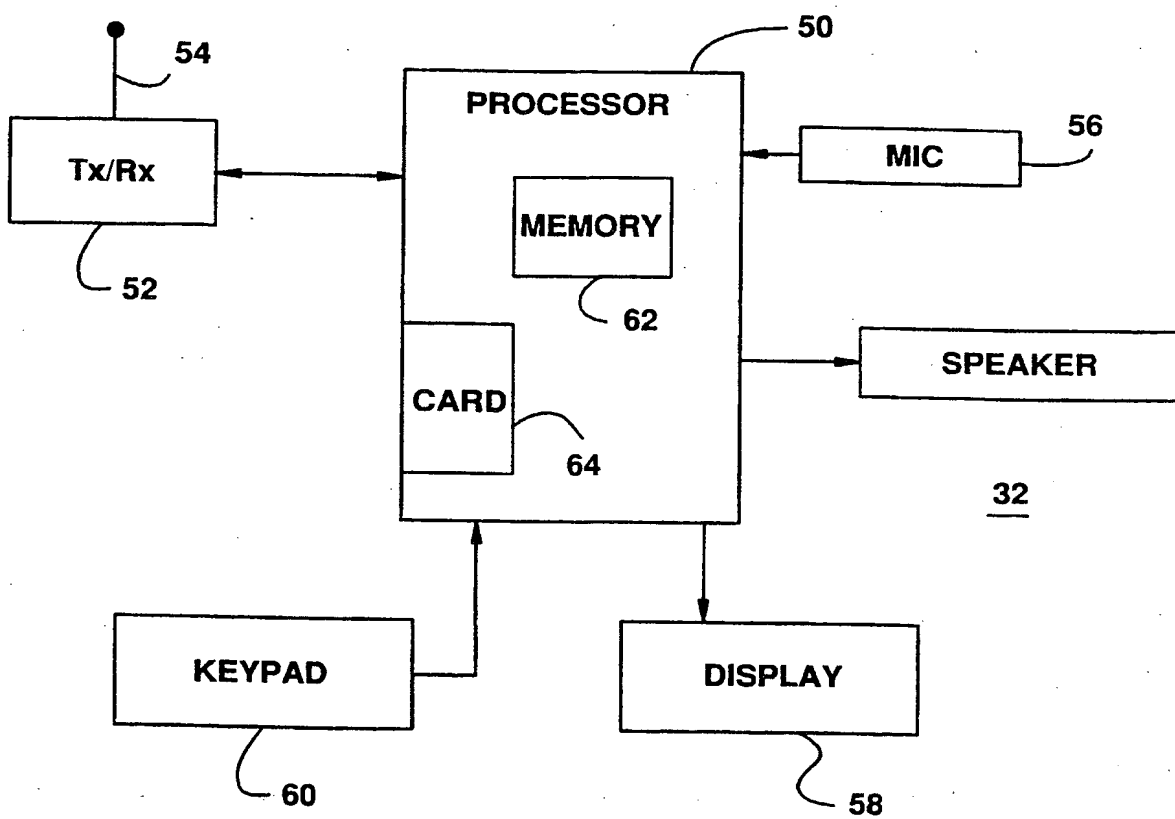 50
54
PROCESSOR
56
MIC
Tx/Rx
MEMORY
52
62
SPEAKER
CARD
64
32
KEYPAD
DISPLAY
60
58